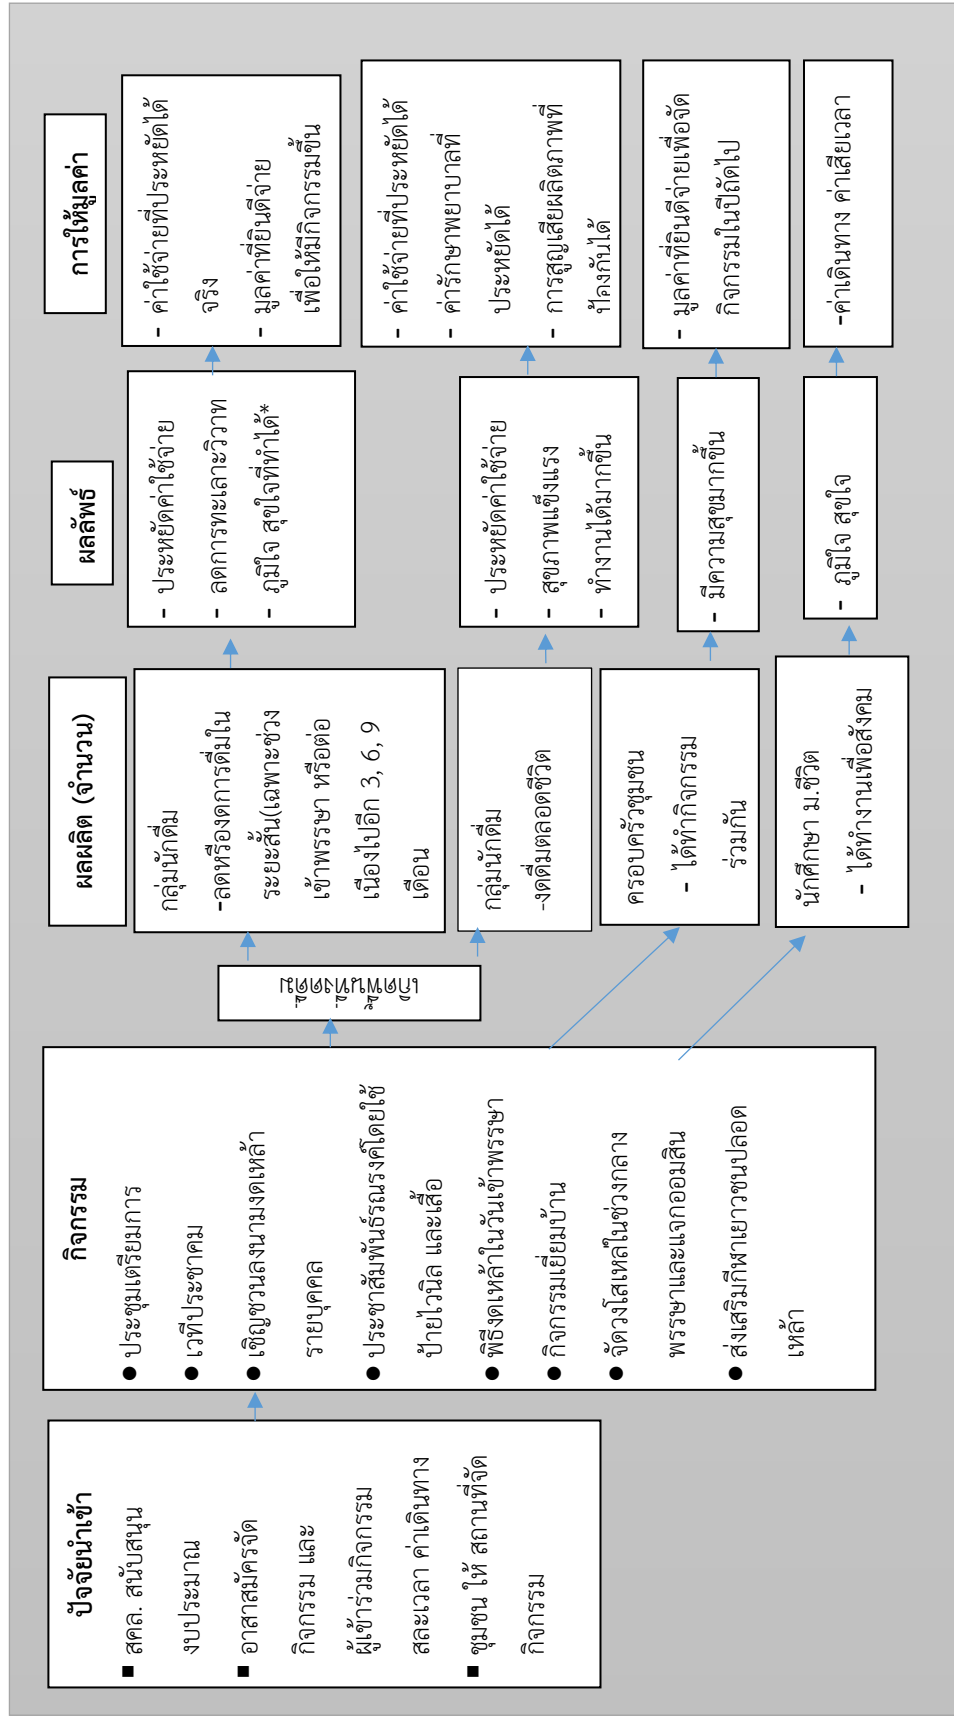 ปัจจัยนำเข้า
■ สคล. สนับสนุน
งบประมาณ
■ อาสาสมัครจัด
กิจกรรม และ
ผู้เข้าร่วมกิจกรรม
สละเวลา ค่าเดินทาง
■ ชุมชน ให้ สถานที่จัด
กิจกรรม
กิจกรรม
● ประชุมเตรียมการ
● เวทีประชาคม
● เชิญชวนลงนามงดเหล้า
รายบุคคล
● ประชาสัมพันธ์รณรงค์โดยใช้
ป้ายไวนิล และเสื้อ
● พิธีงดเหล้าในวันเข้าพรรษา
● กิจกรรมเยี่ยมบ้าน
● จัดวงโสเหล่ในช่วงกลาง
พรรษาและแจกออมสิน
● ส่งเสริมกีฬาเยาวชนปลอด
เหล้า
เกิดพื้นที่งดดื่ม
ผลผลิต (จำนวน)
กลุ่มนักดื่ม
-ลดหรืองดการดื่มใน
ระยะสั้น(เฉพาะช่วง
เข้าพรรษา หรือต่อ
เนื่องไปอีก 3, 6, 9
เดือน
กลุ่มนักดื่ม
-งดดื่มตลอดชีวิต
ครอบครัวชุมชน
- ได้ทำกิจกรรม
ร่วมกัน
นักศึกษา ม.ชีวิต
- ได้ทำงานเพื่อสังคม
ผลลัพธ์
- ประหยัดค่าใช้จ่าย
- ลดการทะเลาะวิวาท
- ภูมิใจ สุขใจที่ทำได้*
- ประหยัดค่าใช้จ่าย
- สุขภาพแข็งแรง
- ทำงานได้มากขึ้น
- มีความสุขมากขึ้น
- ภูมิใจ สุขใจ
การให้มูลค่า
- ค่าใช้จ่ายที่ประหยัดได้
จริง
- มูลค่าที่ยินดีจ่าย
เพื่อให้มีกิจกรรมขึ้น
- ค่าใช้จ่ายที่ประหยัดได้
- ค่ารักษาพยาบาลที่
ประหยัดได้
- การสูญเสียผลิตภาพที่
ป้องกันได้
- มูลค่าที่ยินดีจ่ายเพื่อจัด
กิจกรรมในปีถัดไป
-ค่าเดินทาง ค่าเสียเวลา